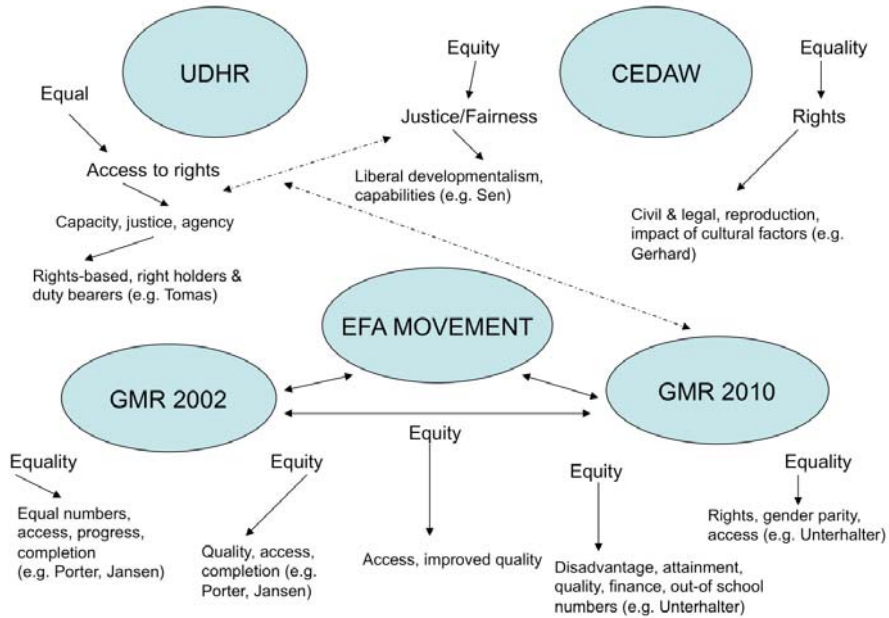 UDHR
Equal
Access to rights
Capacity, justice, agency
Rights-based, right holders &
duty bearers (e.g. Tomas)
Equity
Justice/Fairness
Liberal developmentalism,
capabilities (e.g. Sen)
CEDAW
Equality
Rights
Civil & legal, reproduction,
impact of cultural factors (e.g.
Gerhard)
EFA MOVEMENT
GMR 2002
GMR 2010
Equality
Equal numbers,
access, progress,
completion
(e.g. Porter, Jansen)
Equity
Quality, access,
completion (e.g.
Porter, Jansen)
Equity
Access, improved quality
Equity
Disadvantage, attainment,
quality, finance, out-of school
numbers (e.g. Unterhalter)
Equality
Rights, gender parity,
access (e.g. Unterhalter)